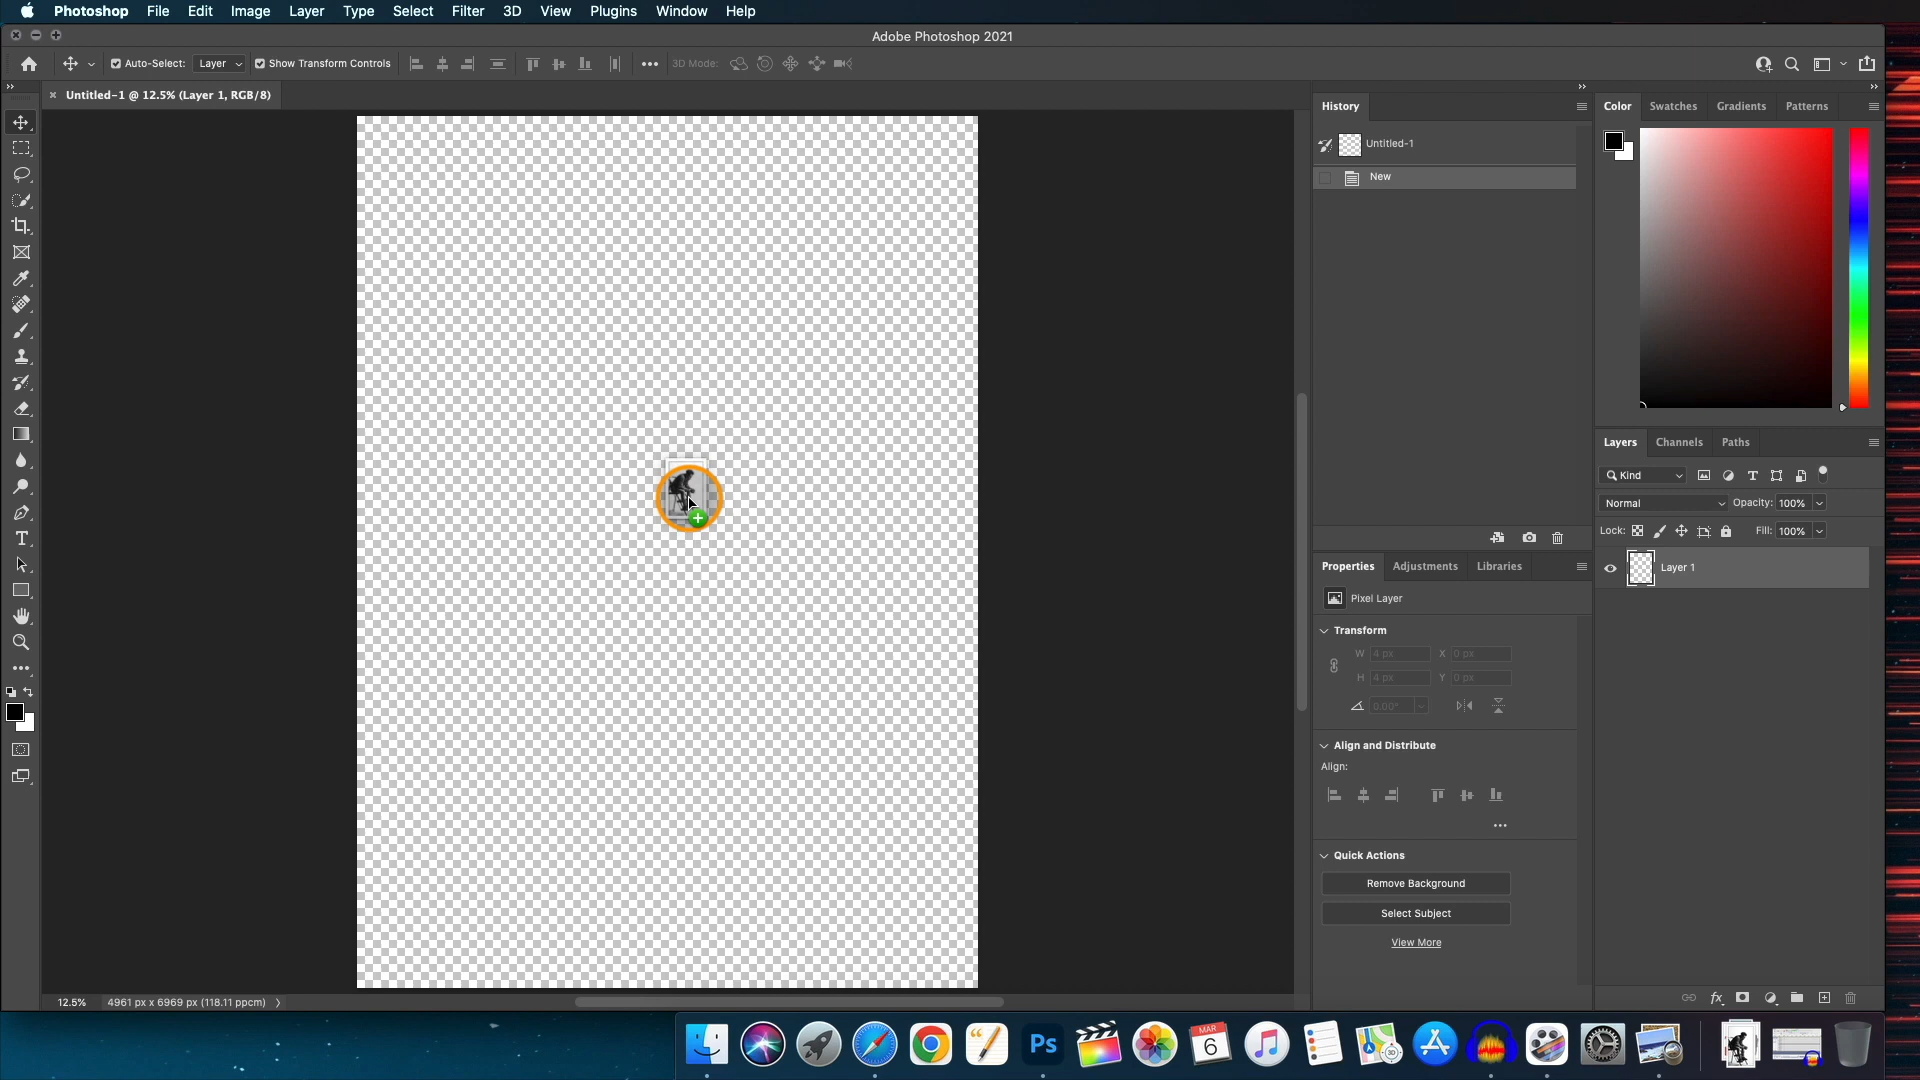 Photoshop File Edit Image Layer Type Select Filter 3D View Plugins Window Help
Adobe Photoshop 2021
Auto-Select: Layer Show Transform Controls 3D Mode:
Untitled-1 @ 12.5% (Layer 1, RGB/8)
History
Untitled-1
New
Color Swatches Gradients Patterns
Layers Channels Paths
Kind
Normal Opacity: 100%
Lock: Fill: 100%
Layer 1
Properties Adjustments Libraries
Pixel Layer
Transform
W 4 px X 0 px
H 4 px Y 0 px
0.00°
Align and Distribute
Align:
Quick Actions
Remove Background
Select Subject
View More
12.5% 4961 px x 6969 px (118.11 ppcm)
Ps
MAR
6
3D